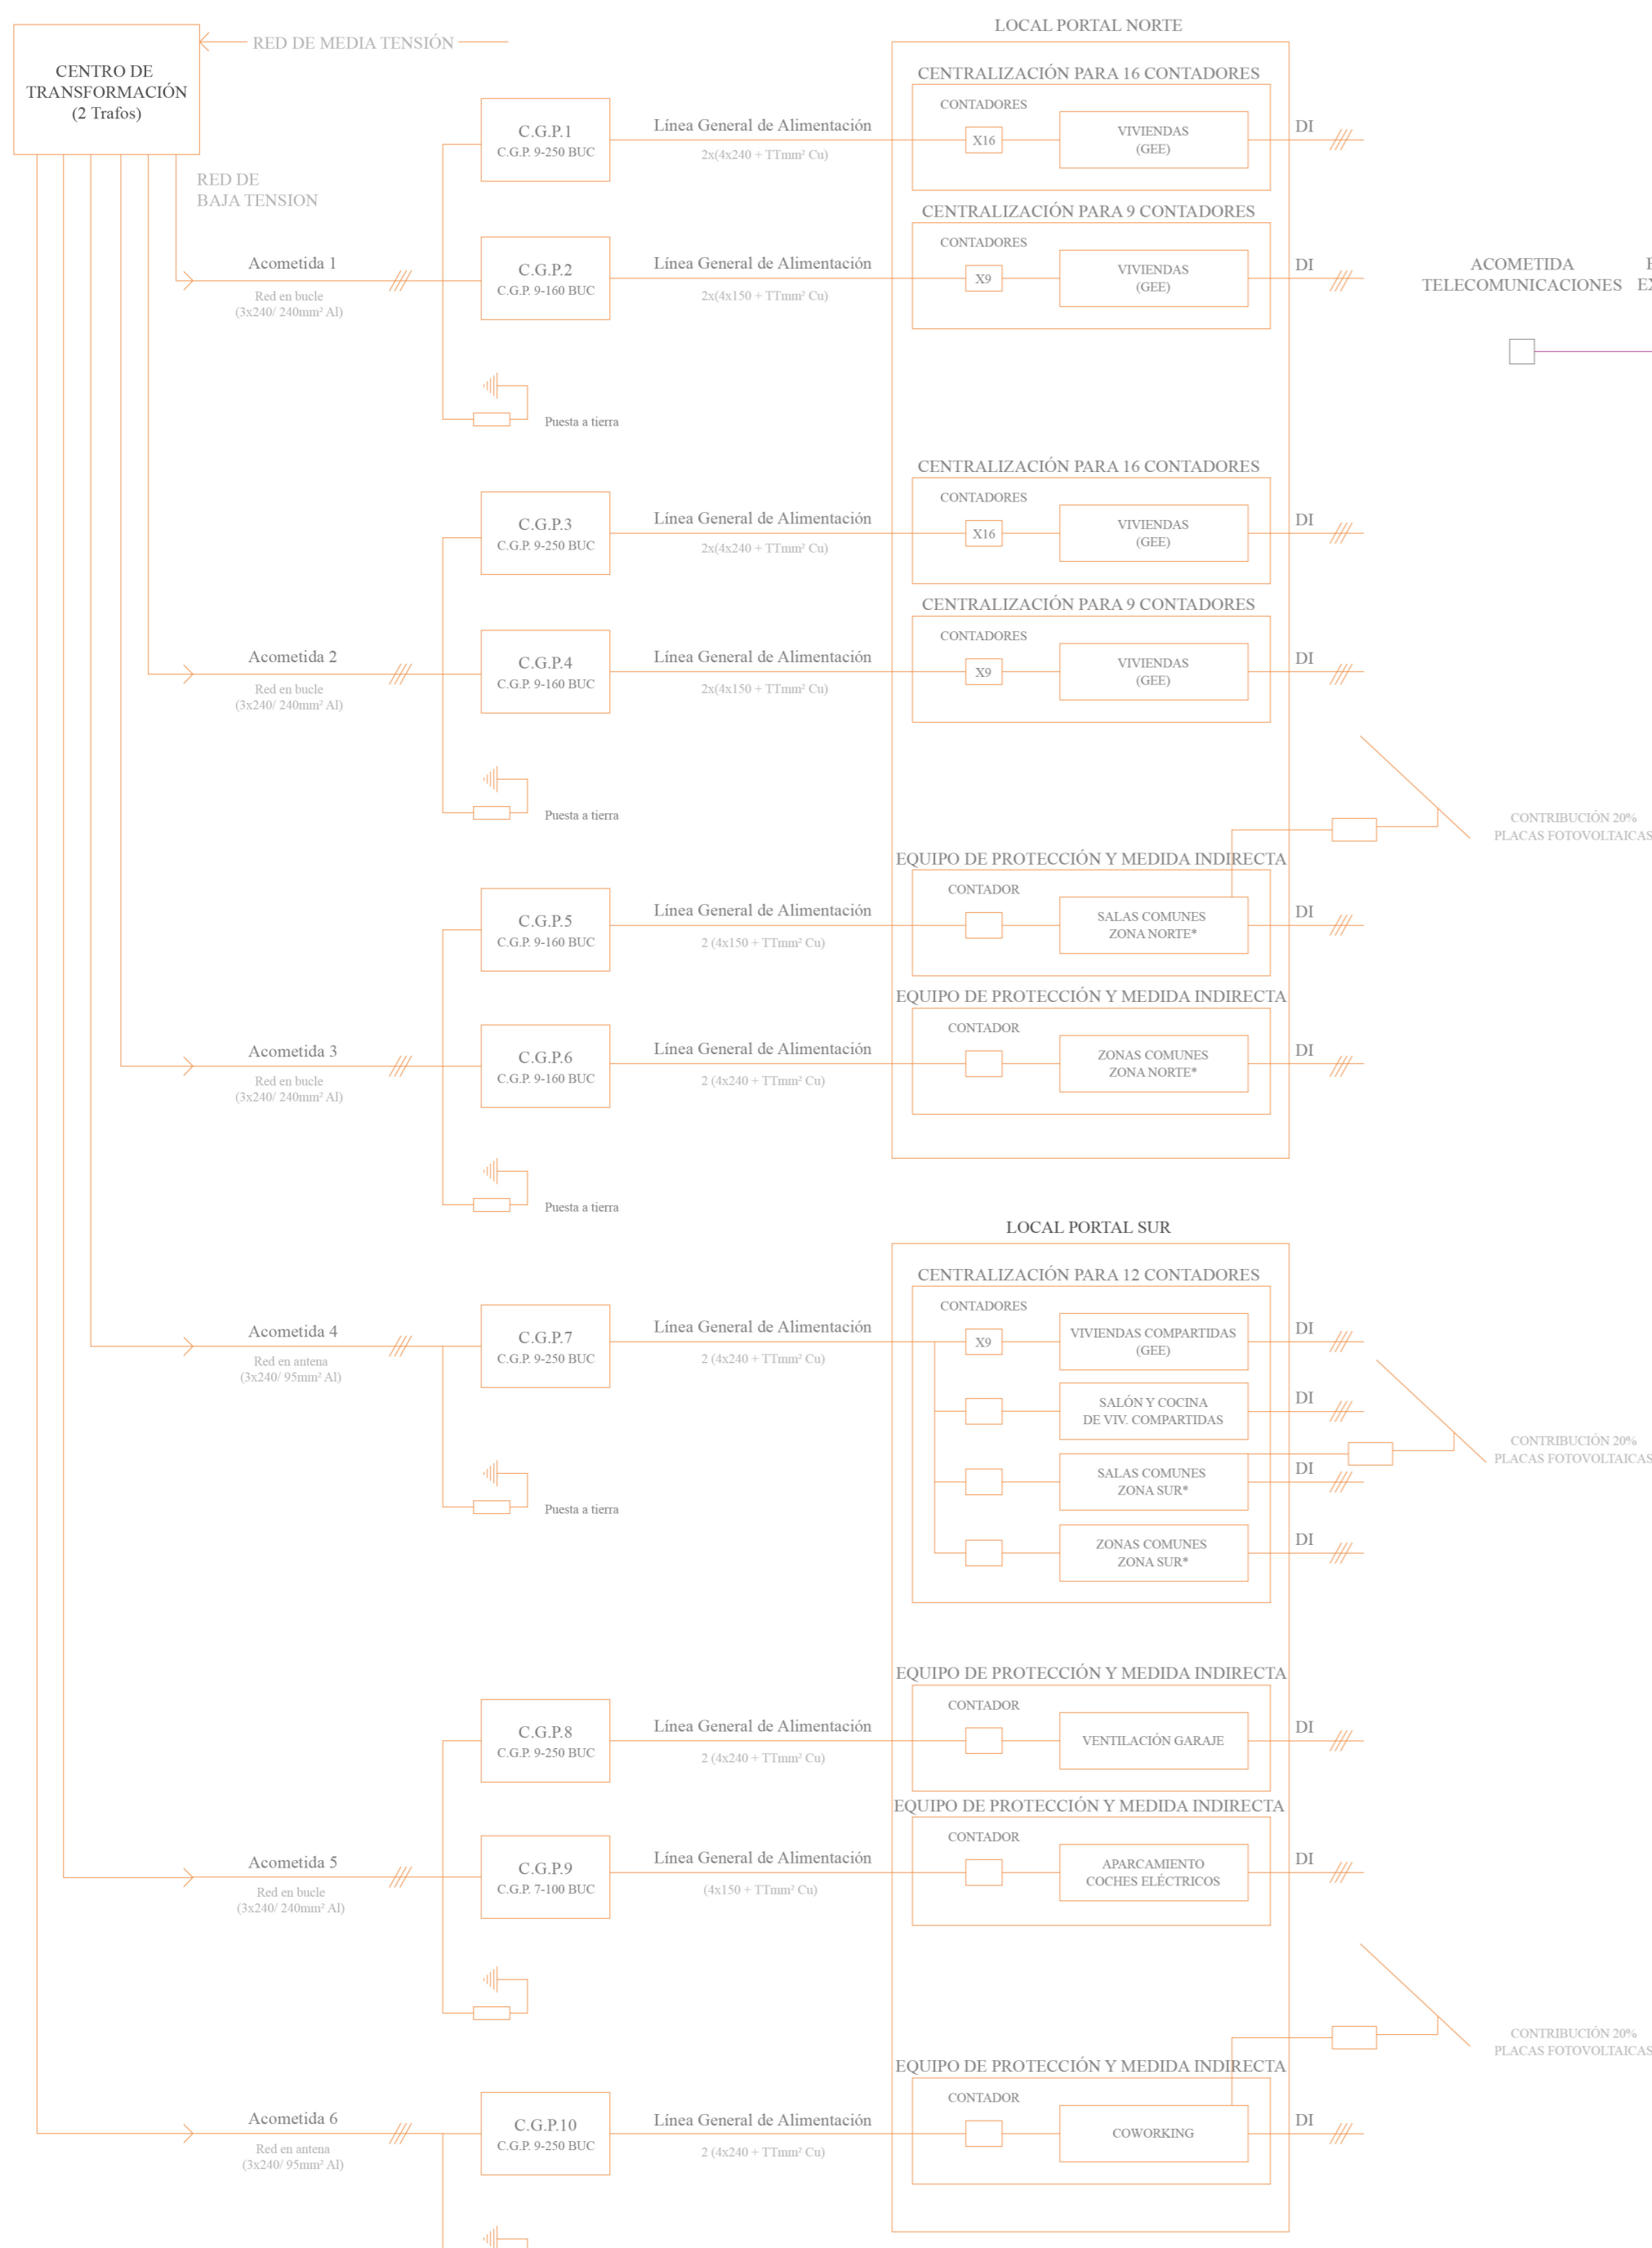 LOCAL PORTAL NORTE
RED DE MEDIA TENSIÓN
CENTRO DE
TRANSFORMACIÓN
(2 Trafos)
RED DE
BAJA TENSION
CENTRALIZACIÓN PARA 16 CONTADORES
C.G.P.1
C.G.P. 9-250 BUC
Línea General de Alimentación
2x(4x240 + TTmm² Cu)
CONTADORES
X16
VIVIENDAS
(GEE)
DI
CENTRALIZACIÓN PARA 9 CONTADORES
Acometida 1
Red en bucle
(3x240/ 240mm² Al)
C.G.P.2
C.G.P. 9-160 BUC
Línea General de Alimentación
2x(4x150 + TTmm² Cu)
CONTADORES
X9
VIVIENDAS
(GEE)
DI
ACOMETIDA
TELECOMUNICACIONES
Puesta a tierra
CENTRALIZACIÓN PARA 16 CONTADORES
C.G.P.3
C.G.P. 9-250 BUC
Línea General de Alimentación
2x(4x240 + TTmm² Cu)
CONTADORES
X16
VIVIENDAS
(GEE)
DI
CENTRALIZACIÓN PARA 9 CONTADORES
Acometida 2
Red en bucle
(3x240/ 240mm² Al)
C.G.P.4
C.G.P. 9-160 BUC
Línea General de Alimentación
2x(4x150 + TTmm² Cu)
CONTADORES
X9
VIVIENDAS
(GEE)
DI
Puesta a tierra
CONTRIBUCIÓN 20%
PLACAS FOTOVOLTAICAS
EQUIPO DE PROTECCIÓN Y MEDIDA INDIRECTA
C.G.P.5
C.G.P. 9-160 BUC
Línea General de Alimentación
2 (4x150 + TTmm² Cu)
CONTADOR
SALAS COMUNES
ZONA NORTE*
DI
EQUIPO DE PROTECCIÓN Y MEDIDA INDIRECTA
Acometida 3
Red en bucle
(3x240/ 240mm² Al)
C.G.P.6
C.G.P. 9-160 BUC
Línea General de Alimentación
2 (4x240 + TTmm² Cu)
CONTADOR
ZONAS COMUNES
ZONA NORTE*
DI
Puesta a tierra
LOCAL PORTAL SUR
CENTRALIZACIÓN PARA 12 CONTADORES
Acometida 4
Red en antena
(3x240/ 95mm² Al)
C.G.P.7
C.G.P. 9-250 BUC
Línea General de Alimentación
2 (4x240 + TTmm² Cu)
CONTADORES
X9
VIVIENDAS COMPARTIDAS
(GEE)
DI
SALÓN Y COCINA
DE VIV. COMPARTIDAS
DI
CONTRIBUCIÓN 20%
PLACAS FOTOVOLTAICAS
SALAS COMUNES
ZONA SUR*
DI
Puesta a tierra
ZONAS COMUNES
ZONA SUR*
DI
EQUIPO DE PROTECCIÓN Y MEDIDA INDIRECTA
C.G.P.8
C.G.P. 9-250 BUC
Línea General de Alimentación
2 (4x240 + TTmm² Cu)
CONTADOR
VENTILACIÓN GARAJE
DI
EQUIPO DE PROTECCIÓN Y MEDIDA INDIRECTA
Acometida 5
Red en bucle
(3x240/ 240mm² Al)
C.G.P.9
C.G.P. 7-100 BUC
Línea General de Alimentación
(4x150 + TTmm² Cu)
CONTADOR
APARCAMIENTO
COCHES ELÉCTRICOS
DI
CONTRIBUCIÓN 20%
PLACAS FOTOVOLTAICAS
EQUIPO DE PROTECCIÓN Y MEDIDA INDIRECTA
Acometida 6
Red en antena
(3x240/ 95mm² Al)
C.G.P.10
C.G.P. 9-250 BUC
Línea General de Alimentación
2 (4x240 + TTmm² Cu)
CONTADOR
COWORKING
DI